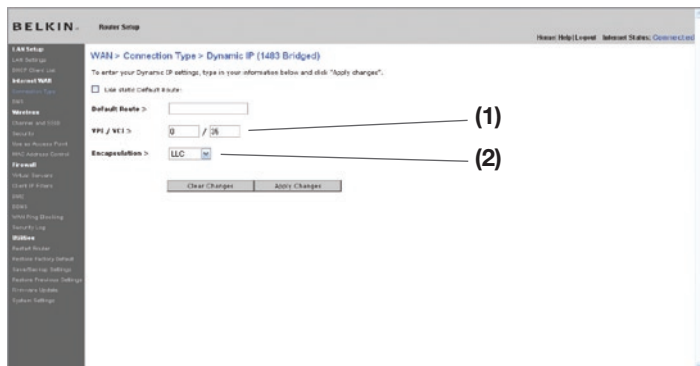 BELKIN. Router Setup
Home| Help| Logout Internet Status: Connected
LAN Setup
LAN Settings
DHCP Client List
Internet WAN
Connection Type
DNS
Wireless
Channel and SSID
Security
Use as Access Point
MAC Address Control
Firewall
Virtual Servers
Client IP Filters
DMZ
DDNS
WAN Ping Blocking
Security Log
Utilities
Restart Router
Restore Factory Default
Save/Backup Settings
Restore Previous Settings
Firmware Update
System Settings
WAN > Connection Type > Dynamic IP (1483 Bridged)
To enter your Dynamic IP settings, type in your information below and click "Apply changes".
Use static Default Route:
Default Route >
VPI / VCI > 0 / 35
(1)
Encapsulation > LLC
(2)
Clear Changes Apply Changes